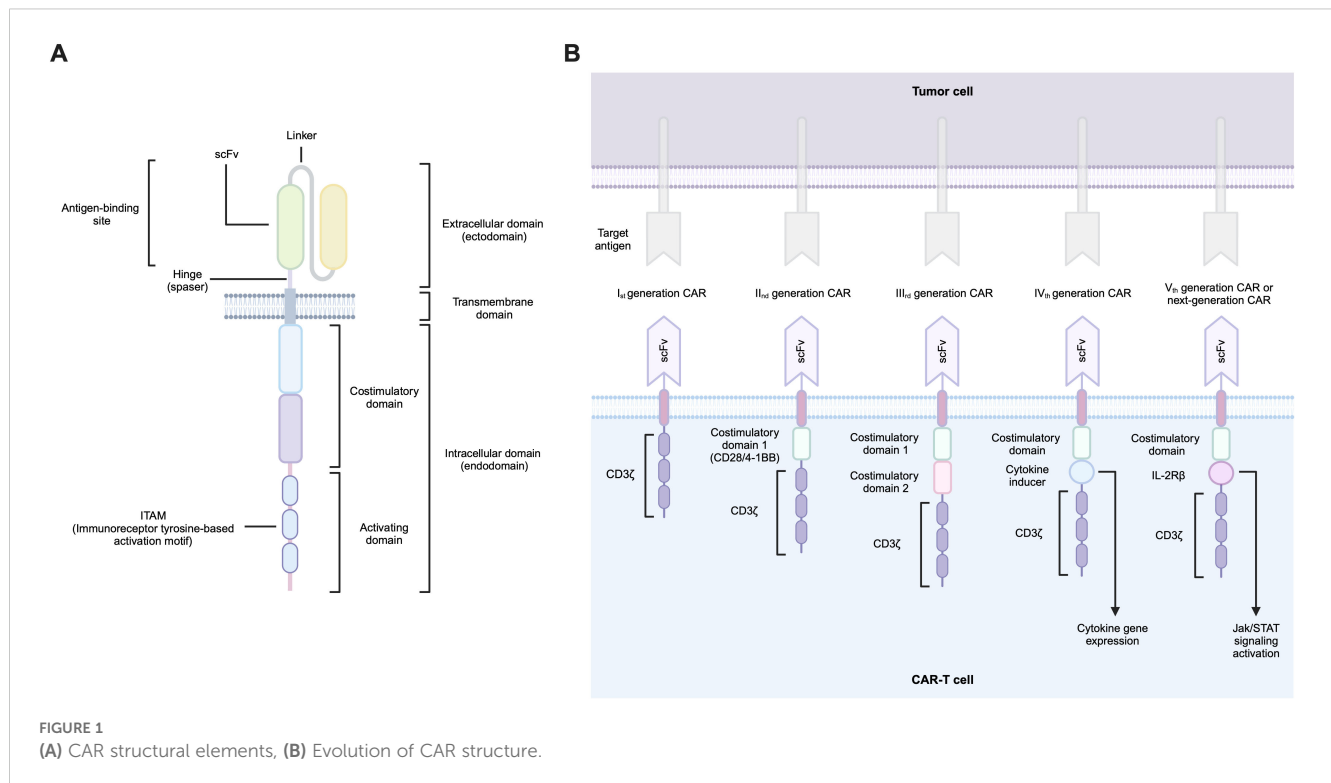 A
Linker
scFv
Antigen-binding
site
Extracellular domain
(ectodomain)
Hinge
(spaser)
Transmembrane
domain
Costimulatory
domain
Intracellular domain
(endodomain)
ITAM
(Immunoreceptor tyrosine-based
activation motif)
Activating
domain
B
Tumor cell
Target
antigen
Ist generation CAR
IInd generation CAR
IIIrd generation CAR
IVth generation CAR
Vth generation CAR or
next-generation CAR
scFv
scFv
scFv
scFv
scFv
CD3ζ
Costimulatory
domain 1
(CD28/4-1BB)
CD3ζ
Costimulatory
domain 1
Costimulatory
domain 2
CD3ζ
Costimulatory
domain
Cytokine
inducer
CD3ζ
Cytokine gene
expression
Costimulatory
domain
IL-2Rβ
CD3ζ
Jak/STAT
signaling
activation
CAR-T cell
FIGURE 1
(A) CAR structural elements, (B) Evolution of CAR structure.